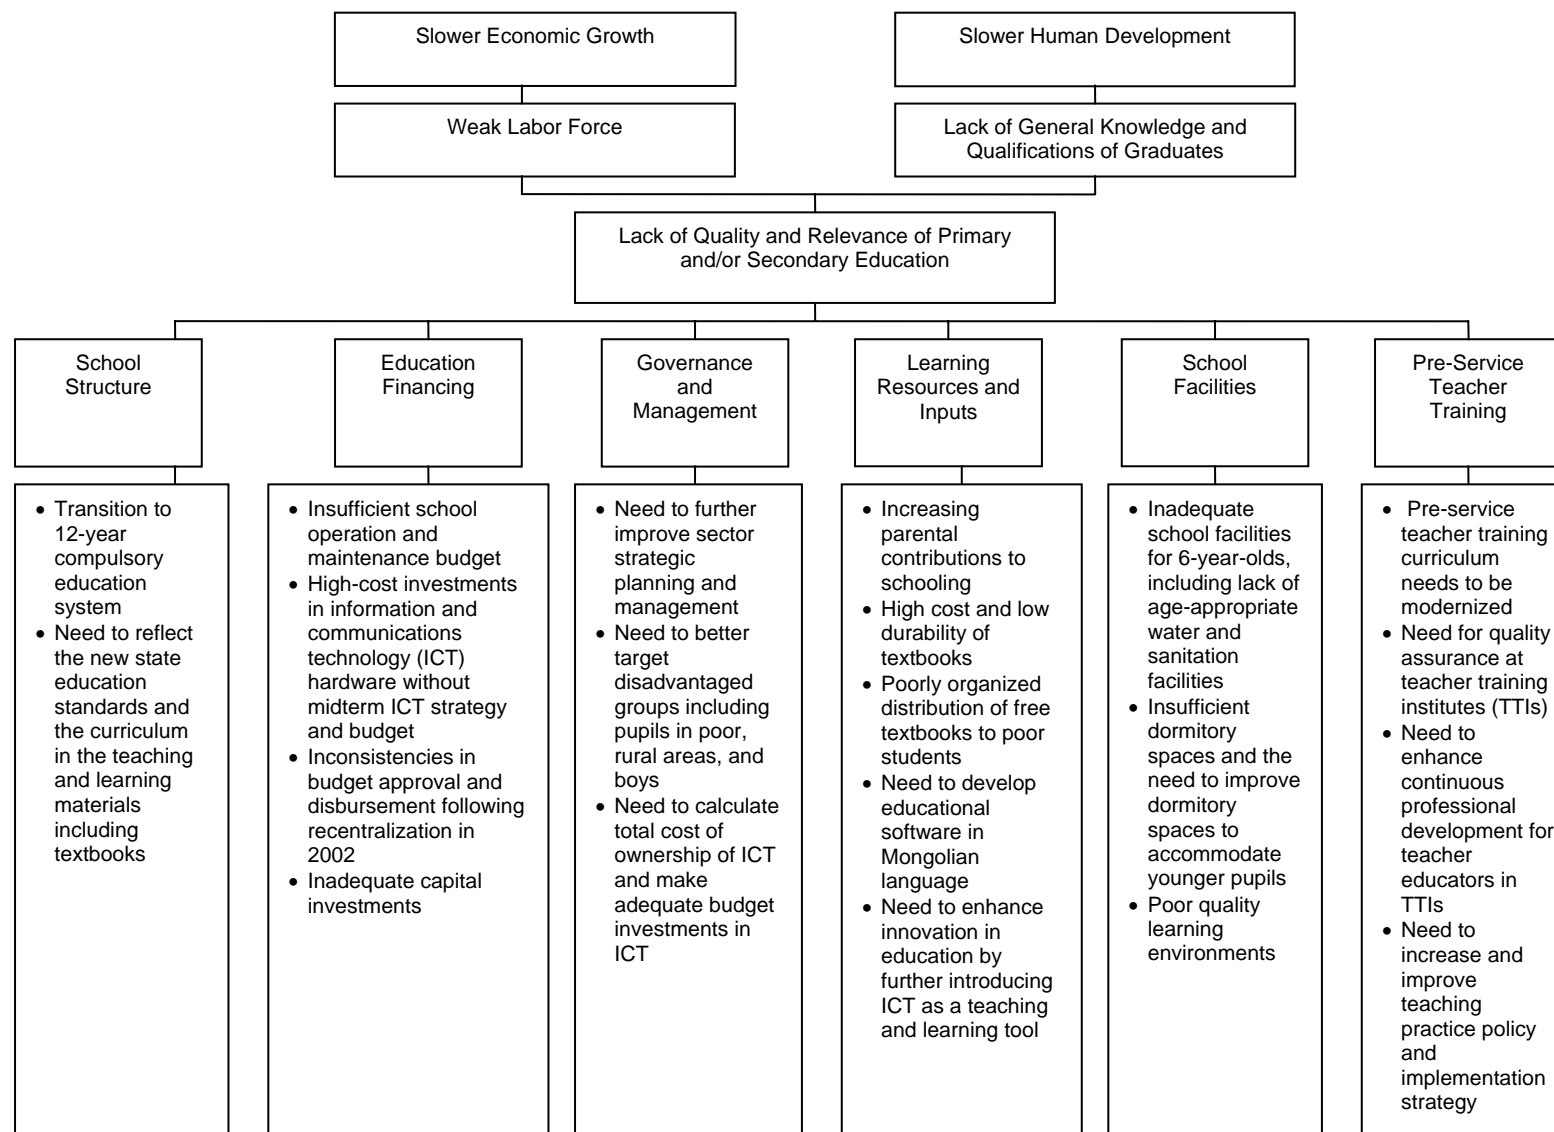 Slower Economic Growth
Slower Human Development
Weak Labor Force
Lack of General Knowledge and
Qualifications of Graduates
Lack of Quality and Relevance of Primary
and/or Secondary Education
School
Structure
Education
Financing
Governance
and
Management
Learning
Resources and
Inputs
School
Facilities
Pre-Service
Teacher
Training
• Transition to
12-year
compulsory
education
system
• Need to reflect
the new state
education
standards and
the curriculum
in the teaching
and learning
materials
including
textbooks
• Insufficient school
operation and
maintenance budget
• High-cost investments
in information and
communications
technology (ICT)
hardware without
midterm ICT strategy
and budget
• Inconsistencies in
budget approval and
disbursement following
recentralization in
2002
• Inadequate capital
investments
• Need to further
improve sector
strategic
planning and
management
• Need to better
target
disadvantaged
groups including
pupils in poor,
rural areas, and
boys
• Need to calculate
total cost of
ownership of ICT
and make
adequate budget
investments in
ICT
• Increasing
parental
contributions to
schooling
• High cost and low
durability of
textbooks
• Poorly organized
distribution of free
textbooks to poor
students
• Need to develop
educational
software in
Mongolian
language
• Need to enhance
innovation in
education by
further introducing
ICT as a teaching
and learning tool
• Inadequate
school facilities
for 6-year-olds,
including lack of
age-appropriate
water and
sanitation
facilities
• Insufficient
dormitory
spaces and the
need to improve
dormitory
spaces to
accommodate
younger pupils
• Poor quality
learning
environments
• Pre-service
teacher training
curriculum
needs to be
modernized
• Need for quality
assurance at
teacher training
institutes (TTIs)
• Need to
enhance
continuous
professional
development for
teacher
educators in
TTIs
• Need to
increase and
improve
teaching
practice policy
and
implementation
strategy